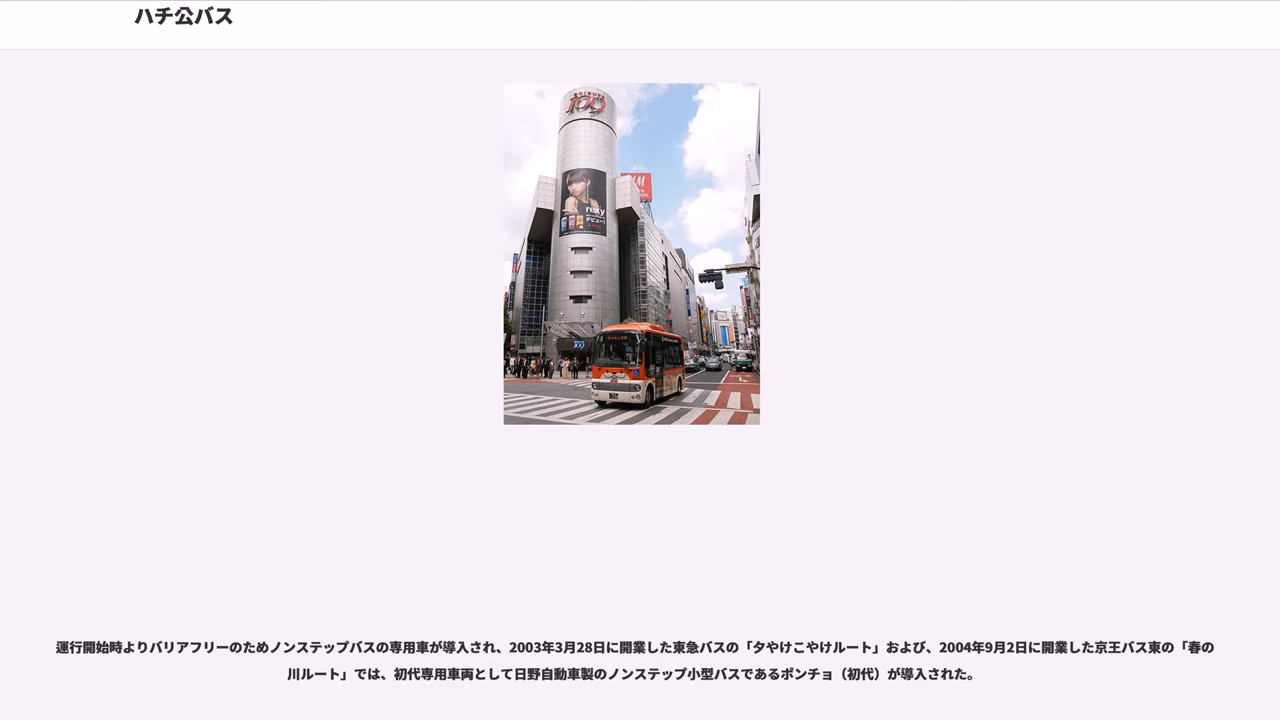 ハチ公バス
SHIBUYA
109
運行開始時よりバリアフリーのためノンステップバスの専用車が導入され、2003年3月28日に開業した東急バスの「夕やけこやけルート」および、2004年9月2日に開業した京王バス東の「春の
川ルート」では、初代専用車両として日野自動車製のノンステップ小型バスであるポンチョ（初代）が導入された。